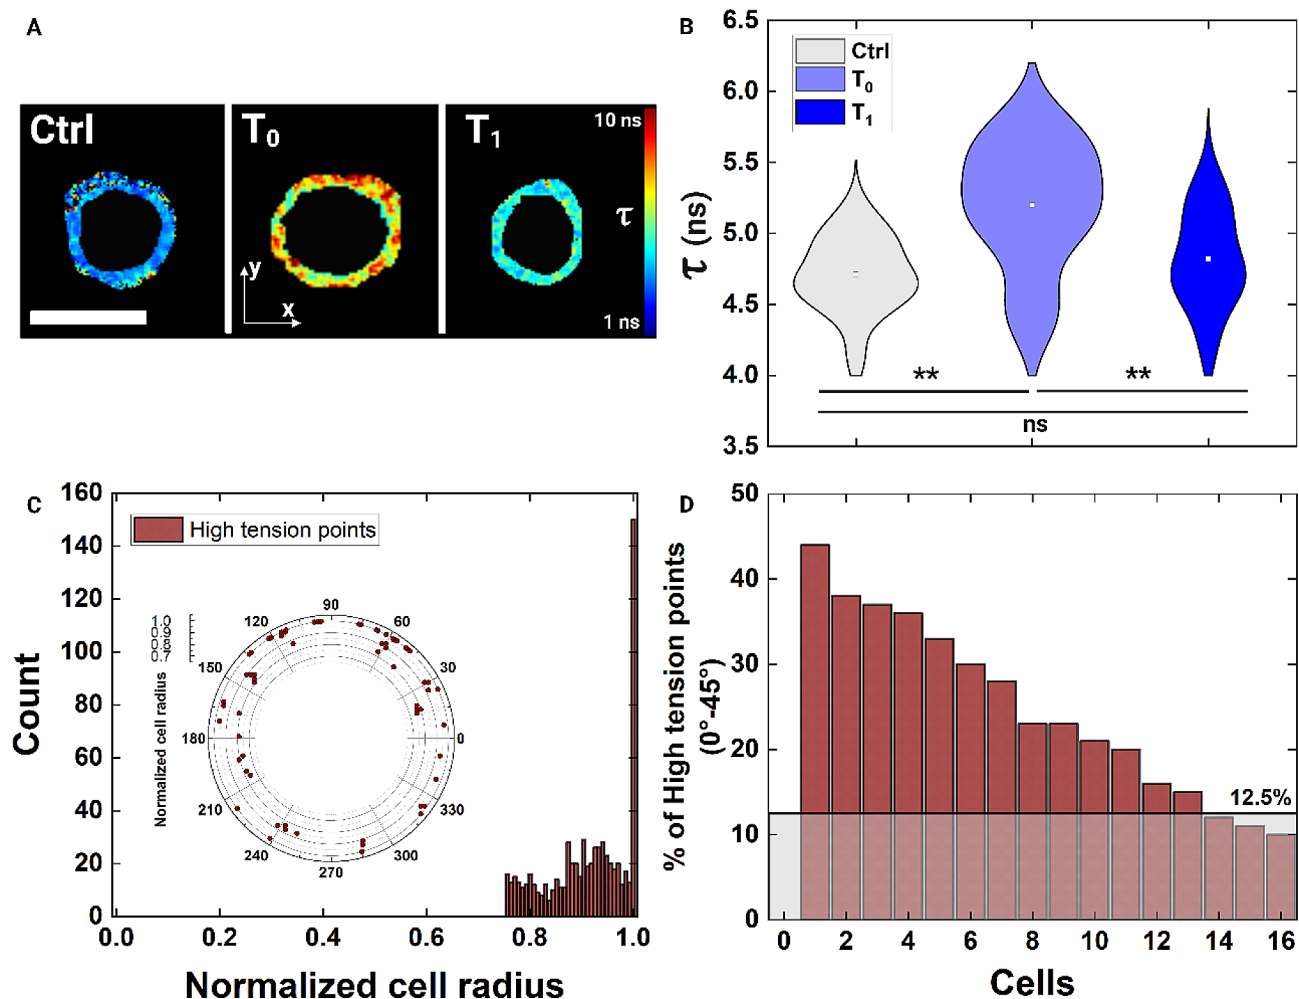 A
Ctrl
T0
T1
10 ns
τ
1 ns
y
x
B
6.5
6.0
5.5
5.0
4.5
4.0
3.5
τ (ns)
Ctrl
T0
T1
**
**
ns
C
160
140
120
100
80
60
40
20
0
Count
High tension points
1.0
0.9
0.8
0.7
Normalized cell radius
90
60
30
0
330
300
270
240
210
180
150
120
0.0 0.2 0.4 0.6 0.8 1.0
Normalized cell radius
D
50
40
30
20
10
0
% of High tension points
(0°-45°)
12.5%
0 2 4 6 8 10 12 14 16
Cells